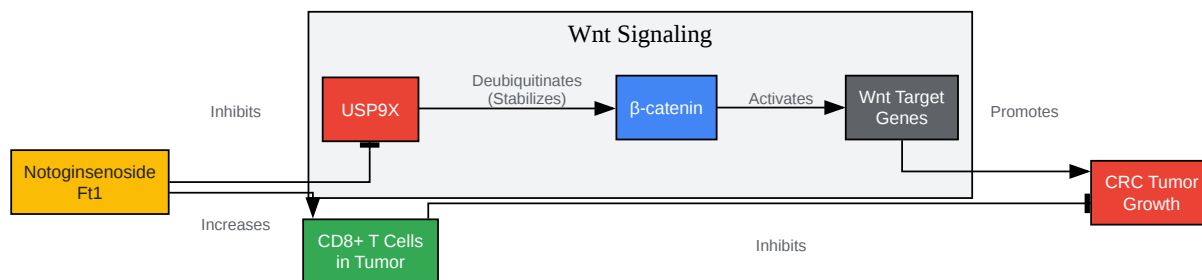 Wnt Signaling
Deubiquitinates
(Stabilizes)
USP9X
β-catenin
Activates
Wnt Target
Genes
Inhibits
Promotes
Notoginsenoside
Ft1
CRC Tumor
Growth
Increases
CD8+ T Cells
in Tumor
Inhibits